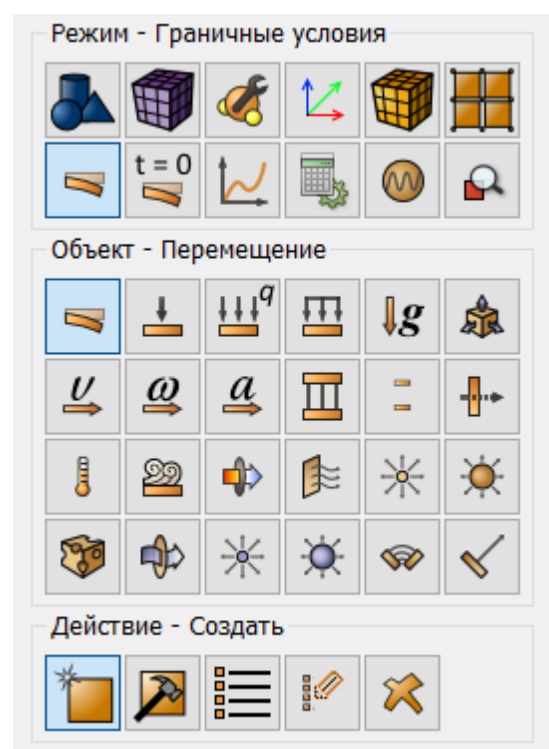 Режим - Граничные условия
t = 0
Объект - Перемещение
q
g
υ ω a
Действие - Создать